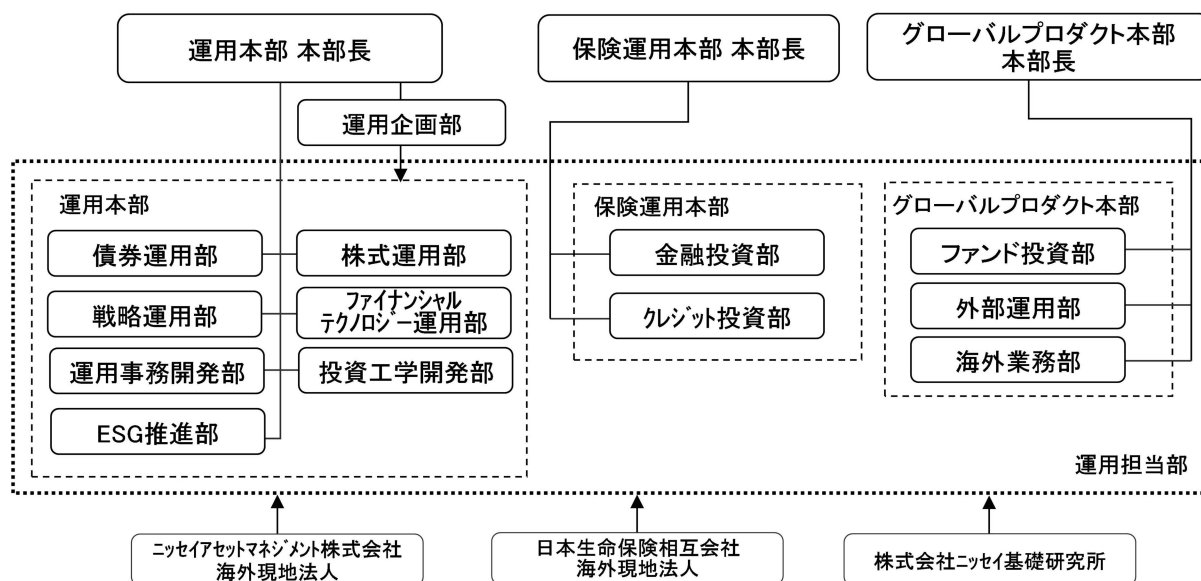 運用本部 本部長
保険運用本部 本部長
グローバルプロダクト本部
本部長
運用企画部
運用本部
債券運用部
株式運用部
戦略運用部
ファイナンシャル
テクノロジー運用部
運用事務開発部
投資工学開発部
ESG推進部
保険運用本部
金融投資部
クレジット投資部
グローバルプロダクト本部
ファンド投資部
外部運用部
海外業務部
運用担当部
ニッセイアセットマネジメント株式会社
海外現地法人
日本生命保険相互会社
海外現地法人
株式会社ニッセイ基礎研究所